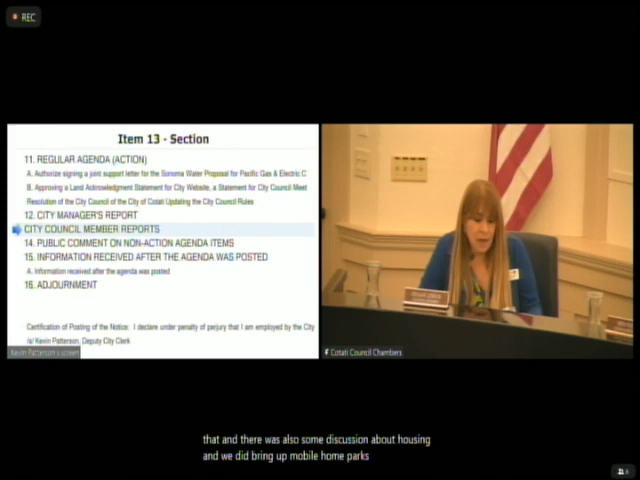 REC
Item 13 - Section
11. REGULAR AGENDA (ACTION)
A. Authorize signing a joint support letter for the Sonoma Water Proposal for Pacific Gas & Electric C
B. Approving a Land Acknowledgment Statement for City Website, a Statement for City Council Meet
Resolution of the City Council of the City of Cotati Updating the City Council Rules
12. CITY MANAGER'S REPORT
CITY COUNCIL MEMBER REPORTS
14. PUBLIC COMMENT ON NON-ACTION AGENDA ITEMS
15. INFORMATION RECEIVED AFTER THE AGENDA WAS POSTED
A. Information received after the agenda was posted
16. ADJOURNMENT
Certification of Posting of the Notice: I declare under penalty of perjury that I am employed by the City
/s/ Kevin Patterson, Deputy City Clerk
Kevin Patterson's screen
Cotati Council Chambers
that and there was also some discussion about housing
and we did bring up mobile home parks